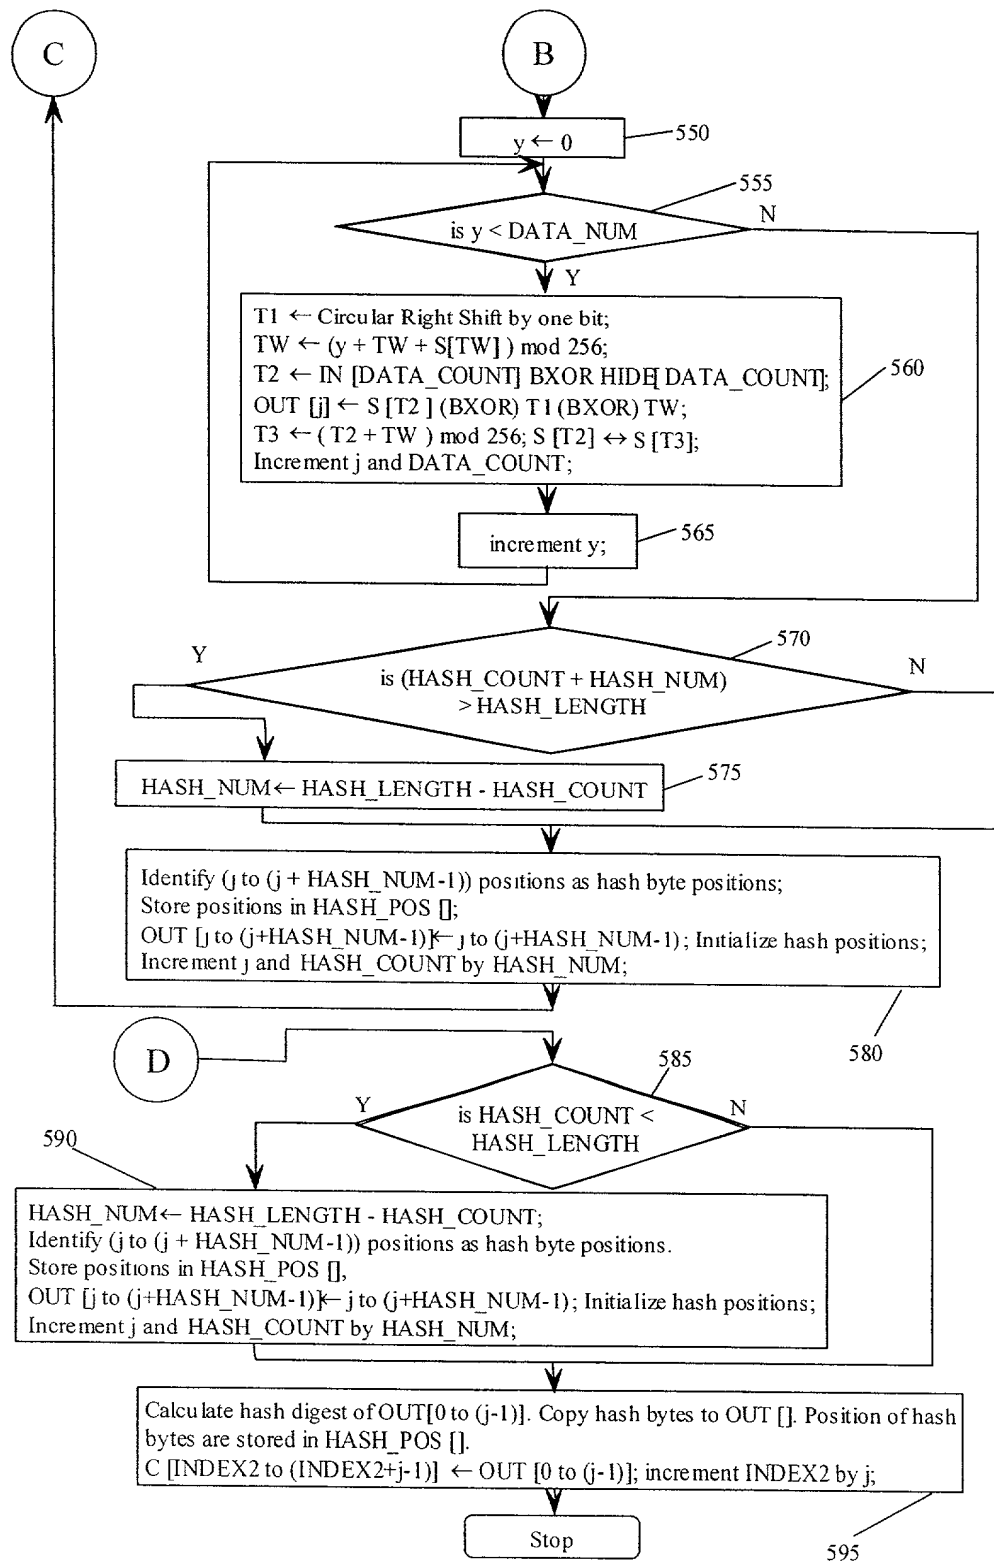 C
B
y ← 0
550
555
is y < DATA_NUM
N
Y
T1 ← Circular Right Shift by one bit;
TW ← (y + TW + S[TW] ) mod 256;
T2 ← IN [DATA_COUNT] BXOR HIDE[ DATA_COUNT];
OUT [j] ← S [T2 ] (BXOR) T1 (BXOR) TW;
T3 ← ( T2 + TW ) mod 256; S [T2] ↔ S [T3];
Increment j and DATA_COUNT;
560
increment y;
565
570
Y
N
is (HASH_COUNT + HASH_NUM)
> HASH_LENGTH
575
HASH_NUM ← HASH_LENGTH - HASH_COUNT
Identify (j to (j + HASH_NUM-1)) positions as hash byte positions;
Store positions in HASH_POS [];
OUT [j to (j+HASH_NUM-1)] ← j to (j+HASH_NUM-1); Initialize hash positions;
Increment j and HASH_COUNT by HASH_NUM;
580
D
585
Y
N
is HASH_COUNT <
HASH_LENGTH
590
HASH_NUM ← HASH_LENGTH - HASH_COUNT;
Identify (j to (j + HASH_NUM-1)) positions as hash byte positions.
Store positions in HASH_POS [],
OUT [j to (j+HASH_NUM-1)] ← j to (j+HASH_NUM-1); Initialize hash positions;
Increment j and HASH_COUNT by HASH_NUM;
Calculate hash digest of OUT[0 to (j-1)]. Copy hash bytes to OUT []. Position of hash
bytes are stored in HASH_POS [].
C [INDEX2 to (INDEX2+j-1)] ← OUT [0 to (j-1)]; increment INDEX2 by j;
Stop
595